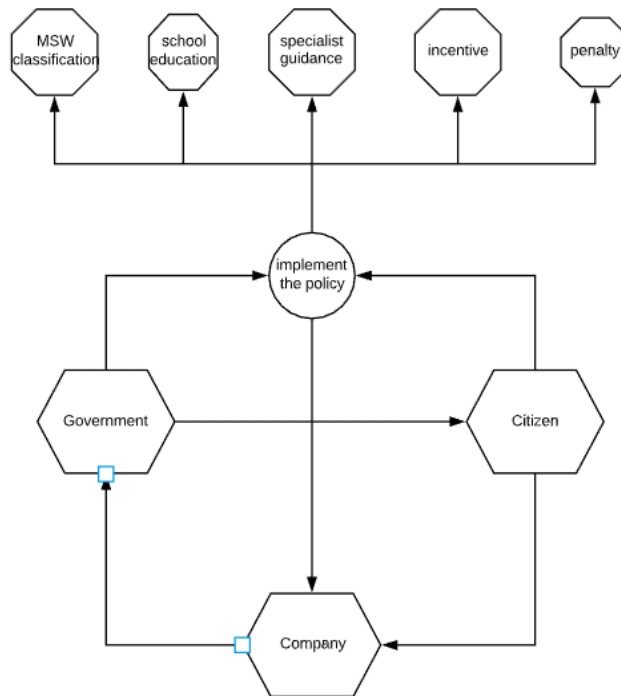 MSW
classification
school
education
specialist
guidance
incentive
penalty
implement
the policy
Government
Citizen
Company